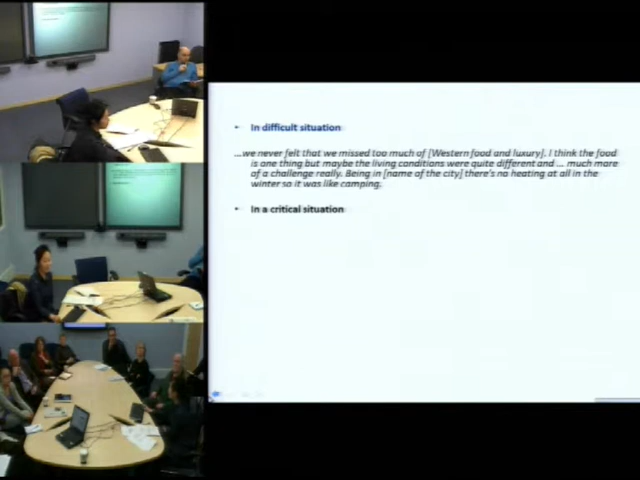 • In difficult situation
...we never felt that we missed too much of [Western food and luxury]. I think the food
is one thing but maybe the living conditions were quite different and ... much more
of a challenge really. Being in [name of the city] there's no heating at all in the
winter so it was like camping.
• In a critical situation